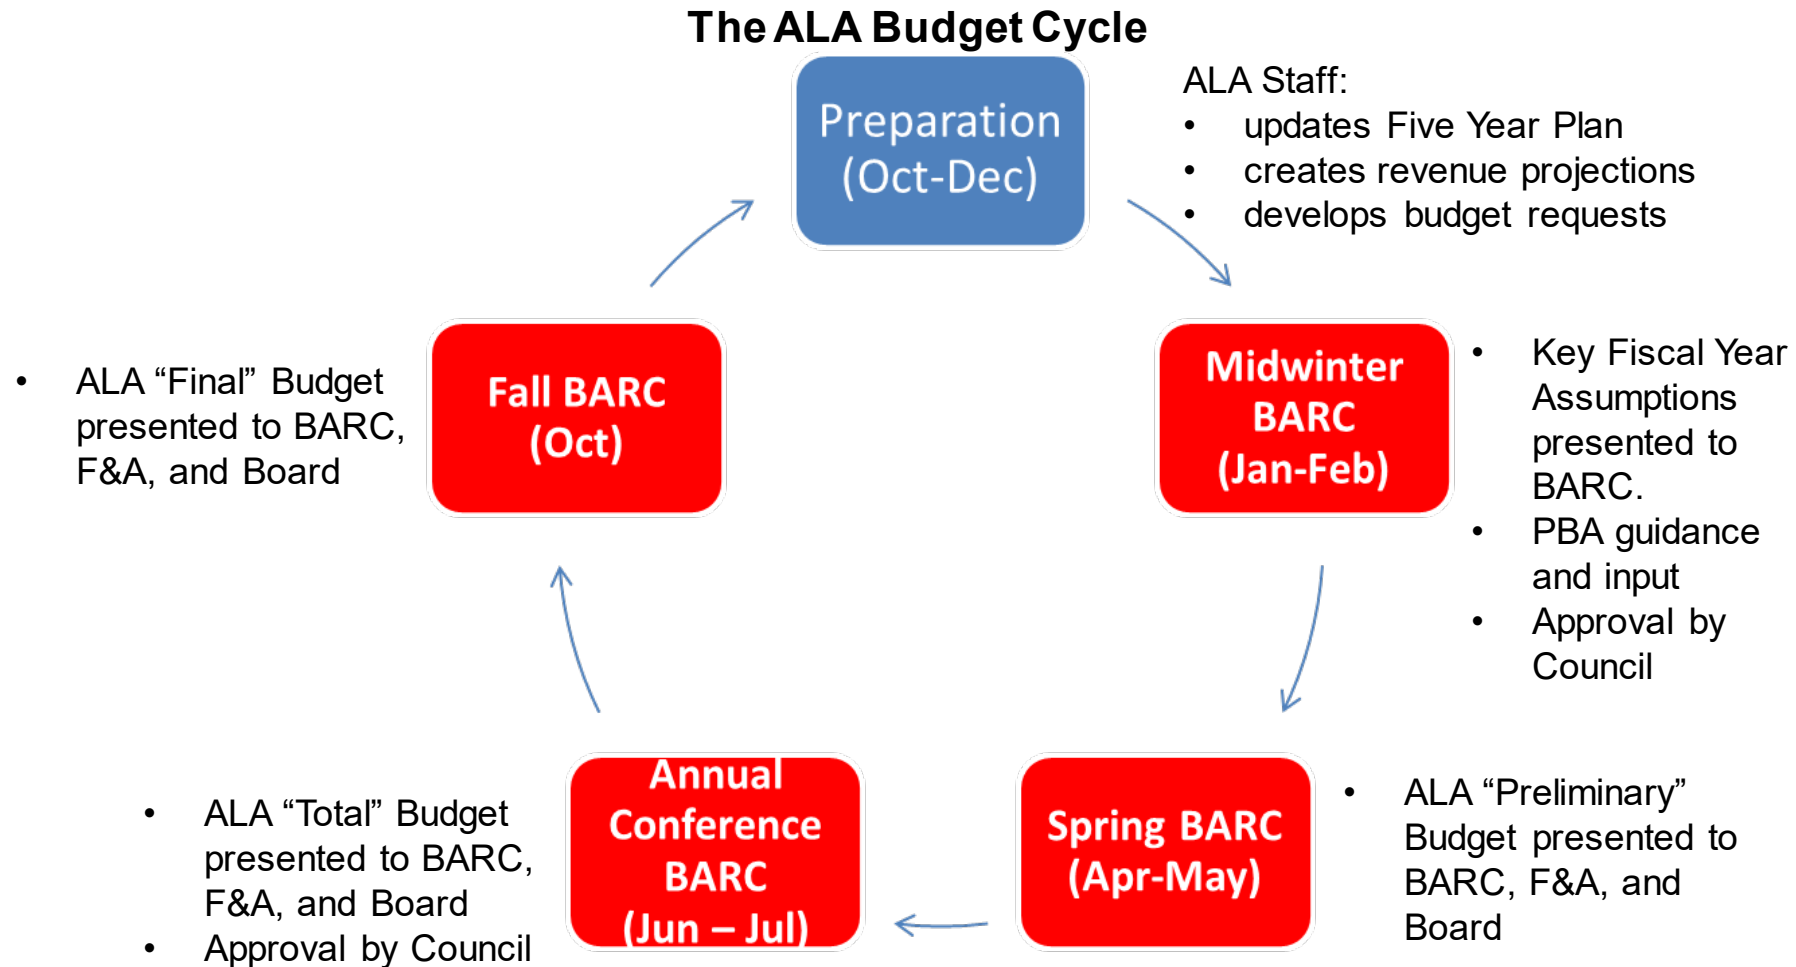 The ALA Budget Cycle
Preparation
(Oct-Dec)
ALA Staff:
• updates Five Year Plan
• creates revenue projections
• develops budget requests
Midwinter
BARC
(Jan-Feb)
• Key Fiscal Year
Assumptions
presented to
BARC.
• PBA guidance
and input
• Approval by
Council
Spring BARC
(Apr-May)
• ALA “Preliminary”
Budget presented to
BARC, F&A, and
Board
Annual
Conference
BARC
(Jun – Jul)
• ALA “Total” Budget
presented to BARC,
F&A, and Board
• Approval by Council
Fall BARC
(Oct)
• ALA “Final” Budget
presented to BARC,
F&A, and Board